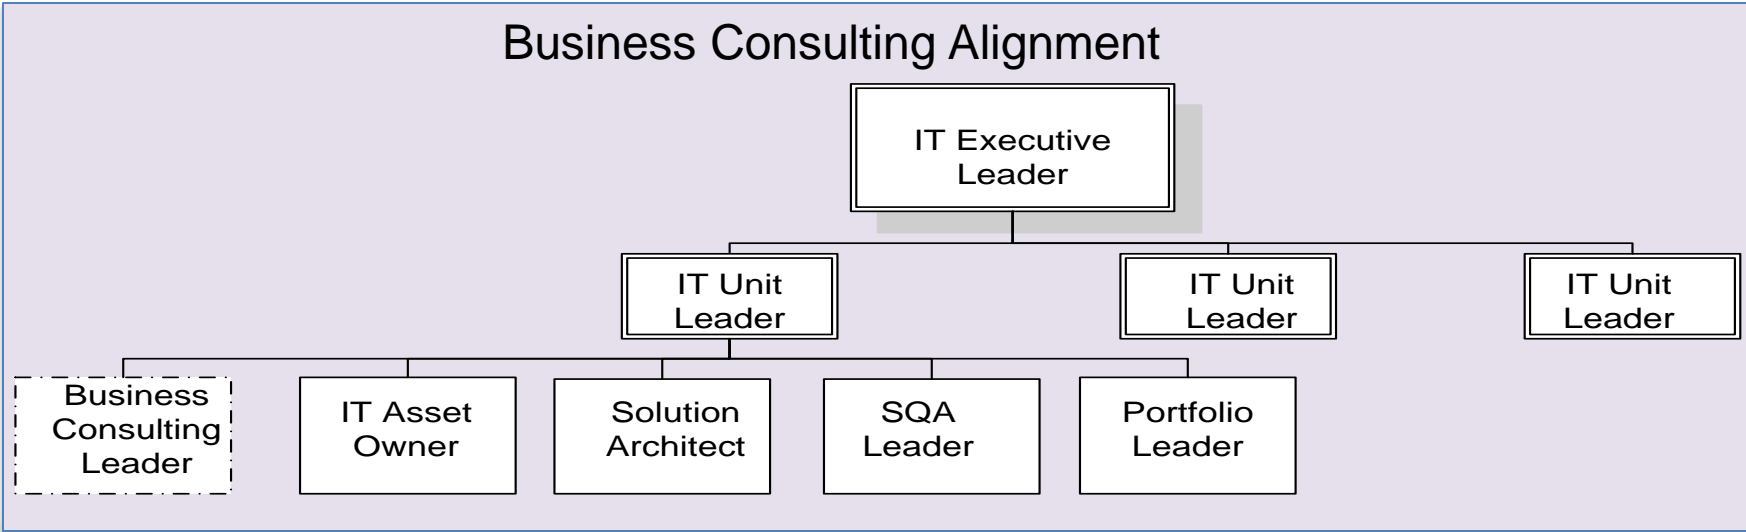 Business Consulting Alignment
IT Executive
Leader
IT Unit
Leader
IT Unit
Leader
IT Unit
Leader
Business
Consulting
Leader
IT Asset
Owner
Solution
Architect
SQA
Leader
Portfolio
Leader